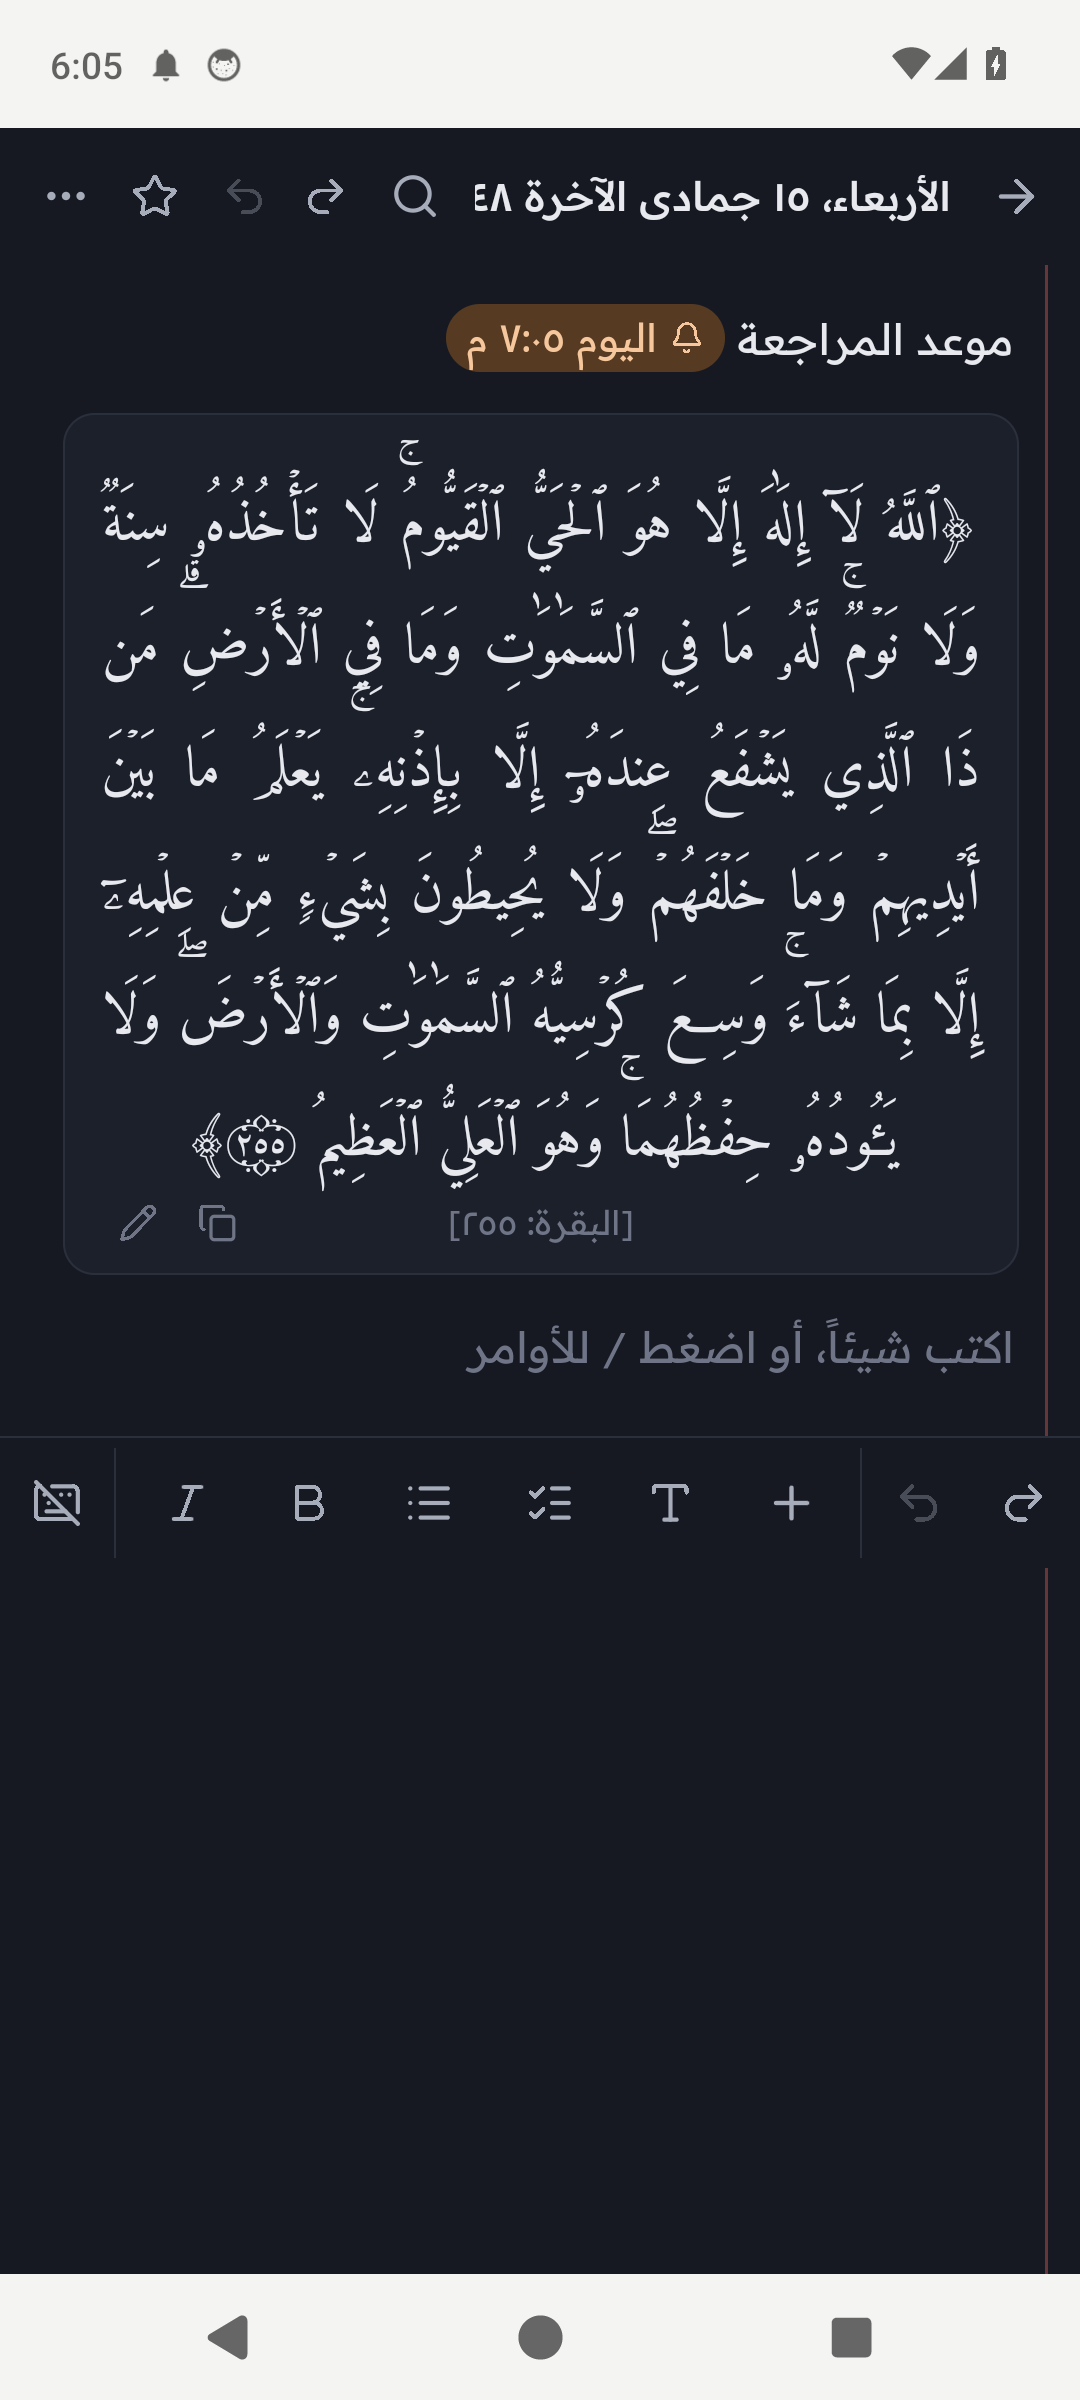 6:05
الأربعاء، ١٥ جمادى الآخرة ٤٨
موعد المراجعة اليوم ٧:٠٥ م
﴿ٱللَّهُ لَآ إِلَٰهَ إِلَّا هُوَ ٱلۡحَيُّ ٱلۡقَيُّومُۚ لَا تَأۡخُذُهُۥ سِنَةٞ
وَلَا نَوۡمٞۚ لَّهُۥ مَا فِي ٱلسَّمَٰوَٰتِ وَمَا فِي ٱلۡأَرۡضِۗ مَن
ذَا ٱلَّذِي يَشۡفَعُ عِندَهُۥٓ إِلَّا بِإِذۡنِهِۦۚ يَعۡلَمُ مَا بَيۡنَ
أَيۡدِيهِمۡ وَمَا خَلۡفَهُمۡۖ وَلَا يُحِيطُونَ بِشَيۡءٖ مِّنۡ عِلۡمِهِۦٓ
إِلَّا بِمَا شَآءَۚ وَسِعَ كُرۡسِيُّهُ ٱلسَّمَٰوَٰتِ وَٱلۡأَرۡضَۖ وَلَا
يَـُٔودُهُۥ حِفۡظُهُمَاۚ وَهُوَ ٱلۡعَلِيُّ ٱلۡعَظِيمُ ٢٥٥﴾
[البقرة: ٢٥٥]
اكتب شيئاً، أو اضغط / للأوامر